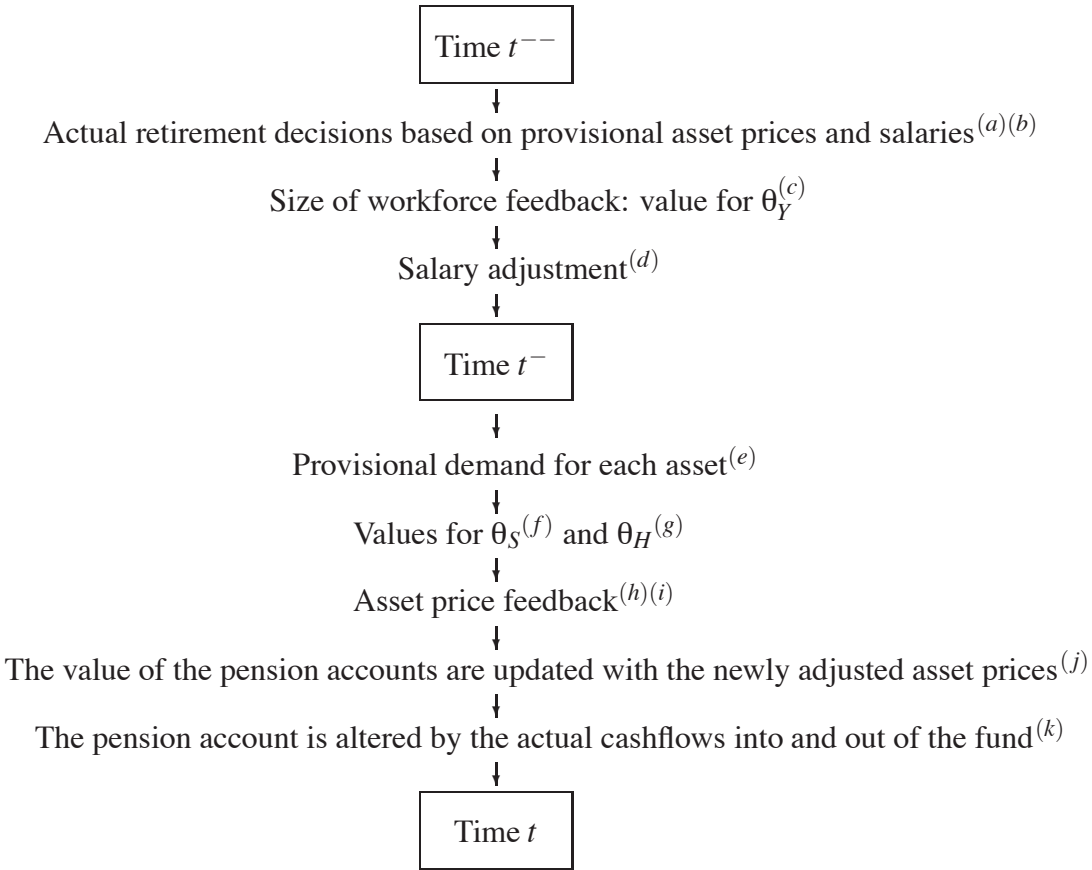 Time t⁻⁻
Actual retirement decisions based on provisional asset prices and salaries⁽ᵃ⁾⁽ᵇ⁾
Size of workforce feedback: value for θ_Y^(c)
Salary adjustment^(d)
Time t⁻
Provisional demand for each asset^(e)
Values for θ_S^(f) and θ_H^(g)
Asset price feedback^(h)(i)
The value of the pension accounts are updated with the newly adjusted asset prices^(j)
The pension account is altered by the actual cashflows into and out of the fund^(k)
Time t